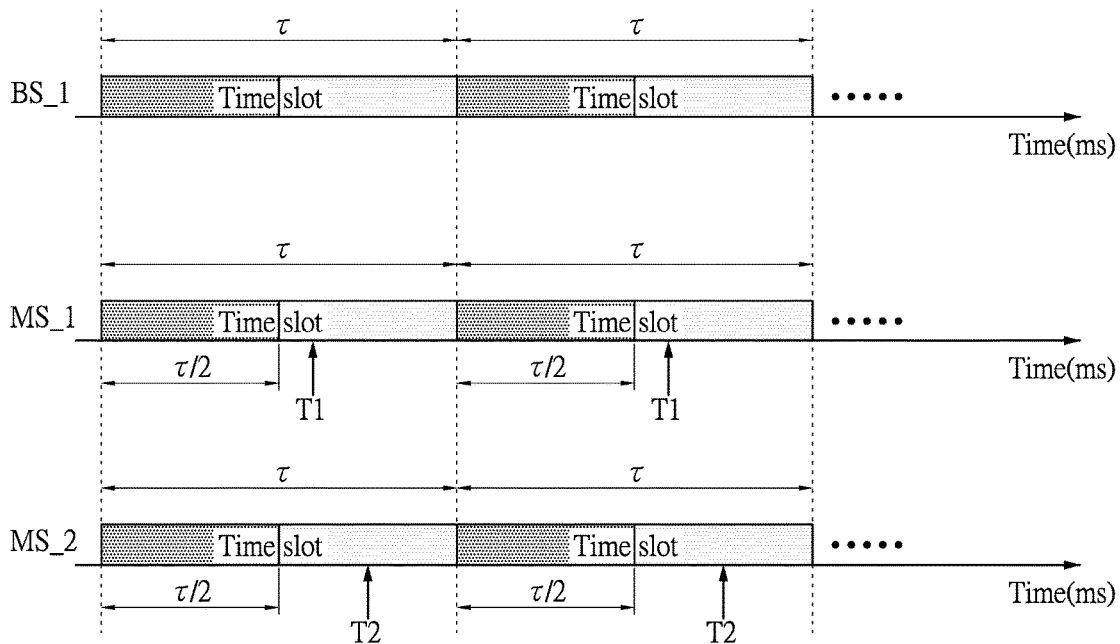 τ τ
BS_1 Time slot Time slot •••••
Time(ms)
τ τ
MS_1 Time slot Time slot •••••
τ/2 τ/2 Time(ms)
T1 T1
τ τ
MS_2 Time slot Time slot •••••
τ/2 τ/2 Time(ms)
T2 T2